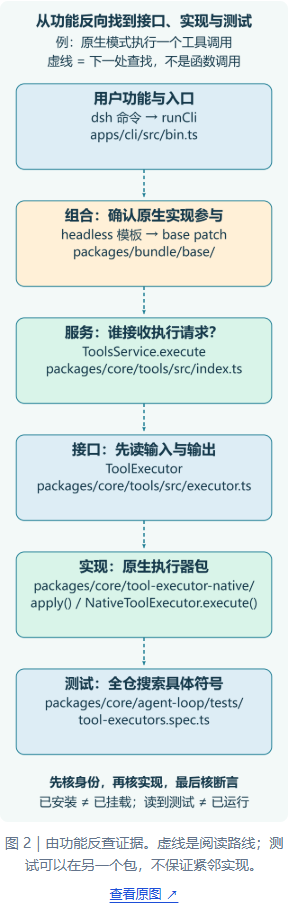 从功能反向找到接口、实现与测试
例：原生模式执行一个工具调用
虚线 = 下一处查找，不是函数调用
用户功能与入口
dsh 命令 → runCli
apps/cli/src/bin.ts
组合：确认原生实现参与
headless 模板 → base patch
packages/bundle/base/
服务：谁接收执行请求？
ToolsService.execute
packages/core/tools/src/index.ts
接口：先读输入与输出
ToolExecutor
packages/core/tools/src/executor.ts
实现：原生执行器包
packages/core/tool-executor-native/
apply() / NativeToolExecutor.execute()
测试：全仓搜索具体符号
packages/core/agent-loop/tests/
tool-executors.spec.ts
先核身份，再核实现，最后核断言
已安装 ≠ 已挂载；读到测试 ≠ 已运行
图 2｜由功能反查证据。虚线是阅读路线；测
试可以在另一个包，不保证紧邻实现。
查看原图 ↗